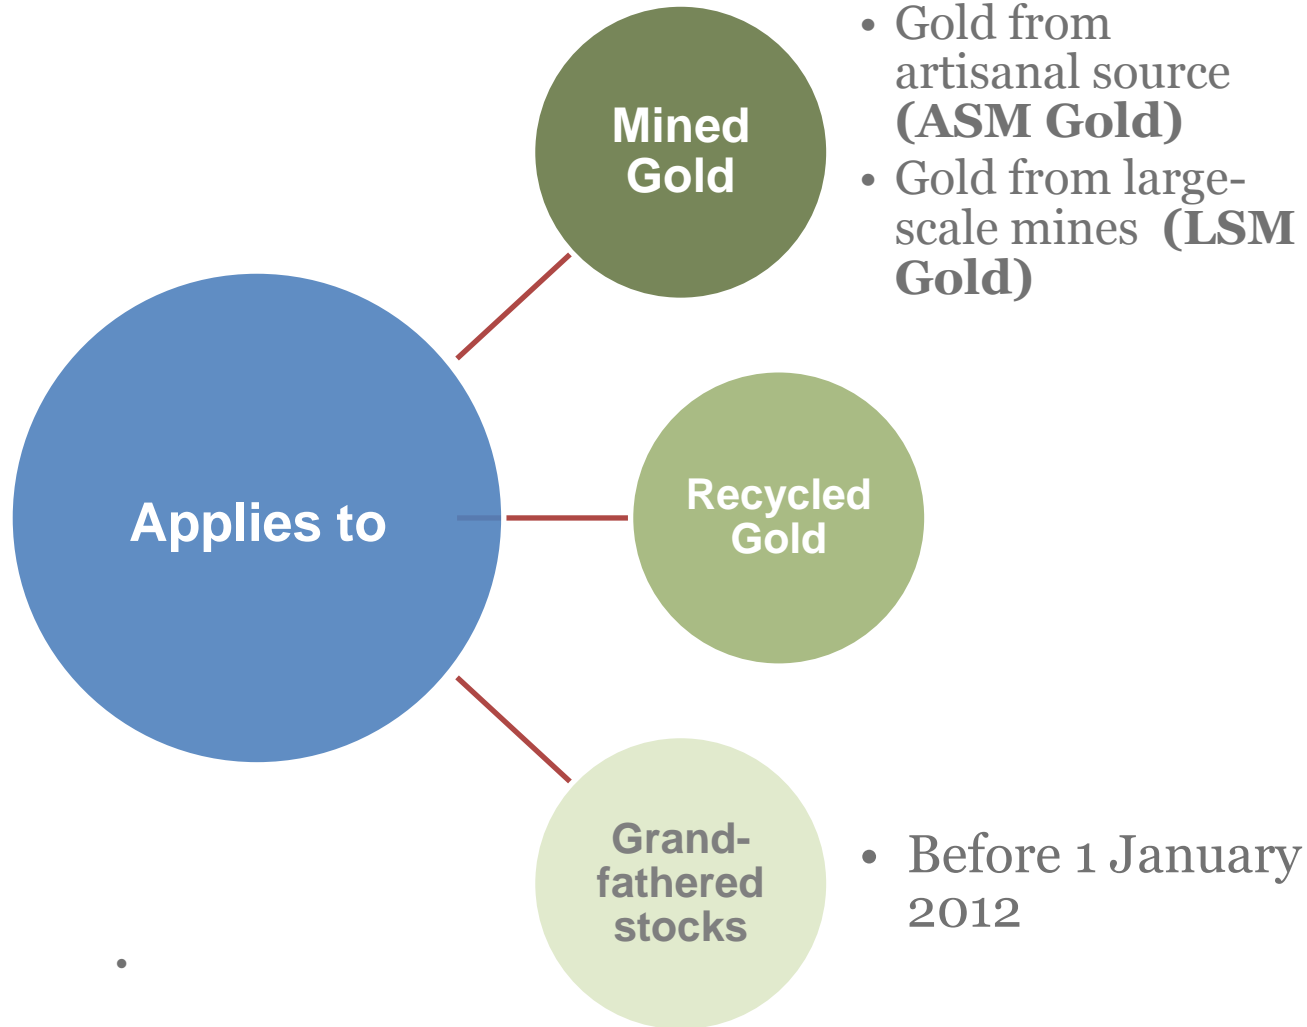 Applies to
Mined
Gold
• Gold from
artisanal source
(ASM Gold)
• Gold from large-
scale mines (LSM
Gold)
Recycled
Gold
Grand-
fathered
stocks
• Before 1 January
2012
•